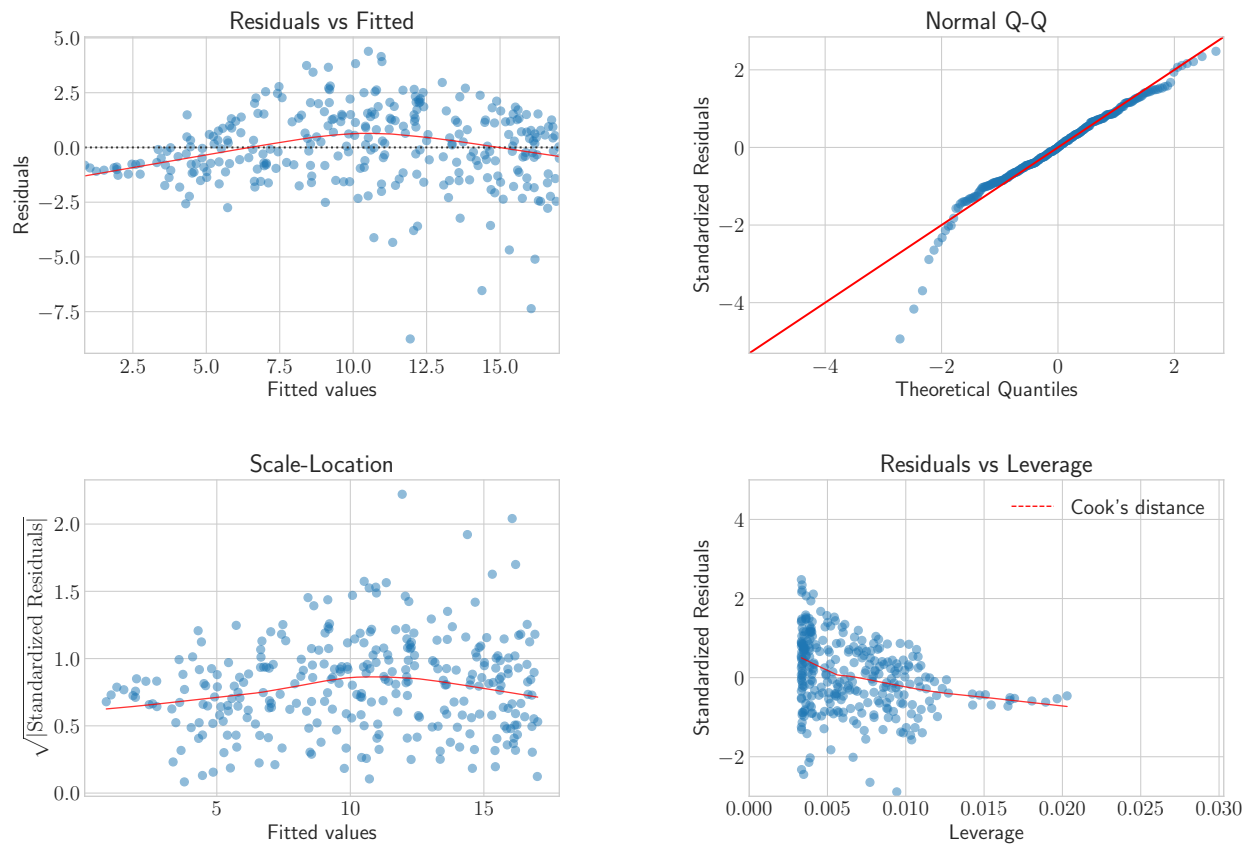 Residuals vs Fitted
5.0
2.5
0.0
−2.5
−5.0
−7.5
Residuals
2.5 5.0 7.5 10.0 12.5 15.0
Fitted values
Normal Q-Q
2
0
−2
−4
Standardized Residuals
−4 −2 0 2
Theoretical Quantiles
Scale-Location
2.0
1.5
1.0
0.5
0.0
√|Standardized Residuals|
5 10 15
Fitted values
Residuals vs Leverage
Cook's distance
4
2
0
−2
Standardized Residuals
0.000 0.005 0.010 0.015 0.020 0.025 0.030
Leverage